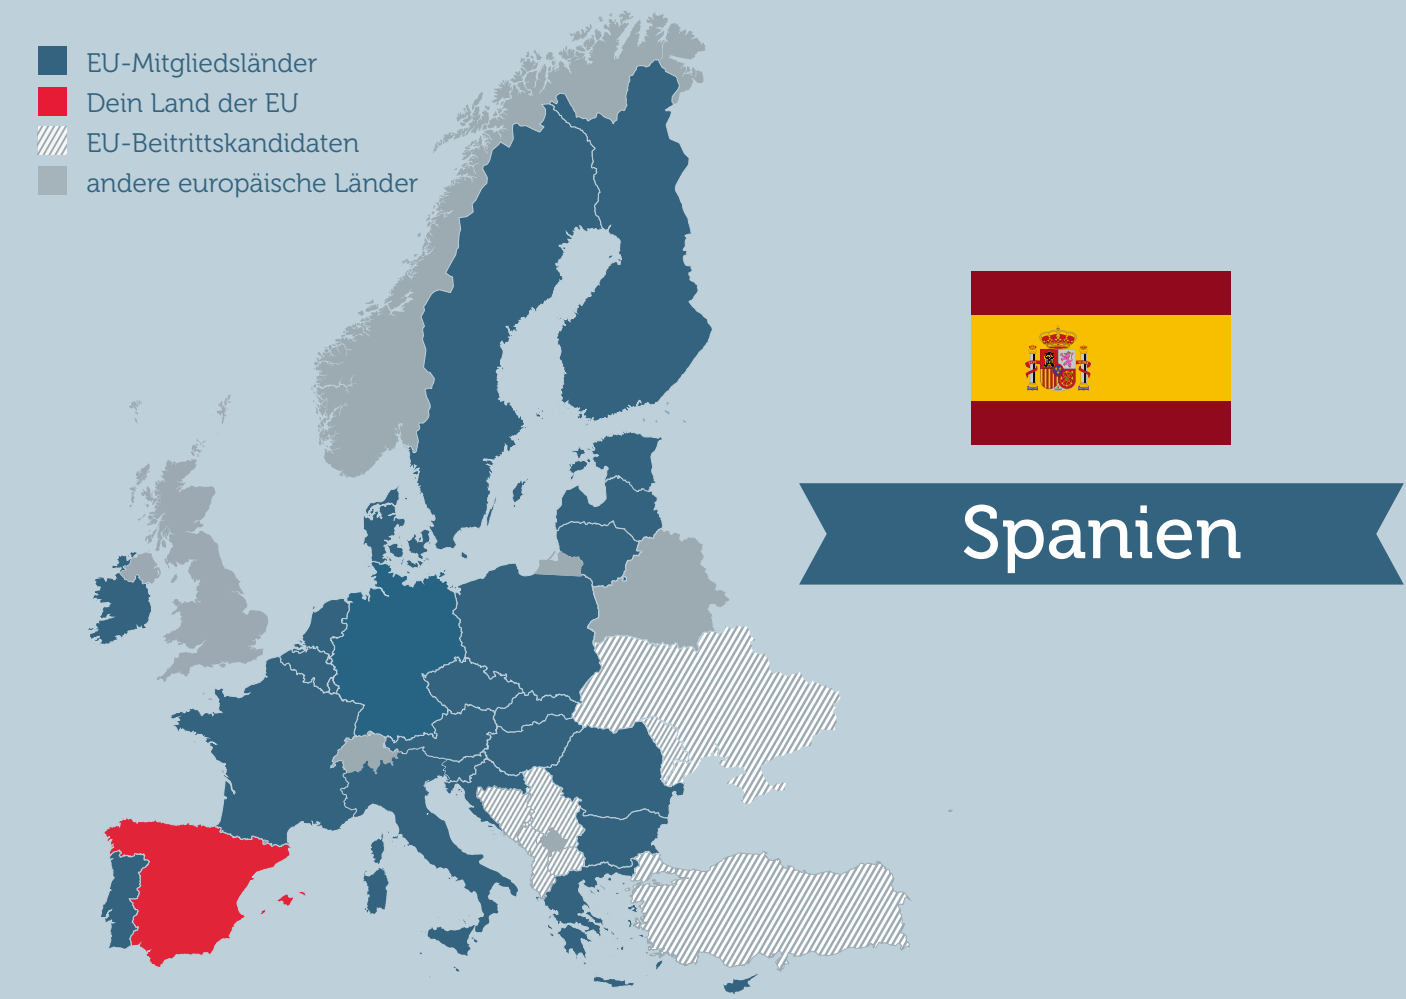 EU-Mitgliedsländer
Dein Land der EU
EU-Beitrittskandidaten
andere europäische Länder
Spanien